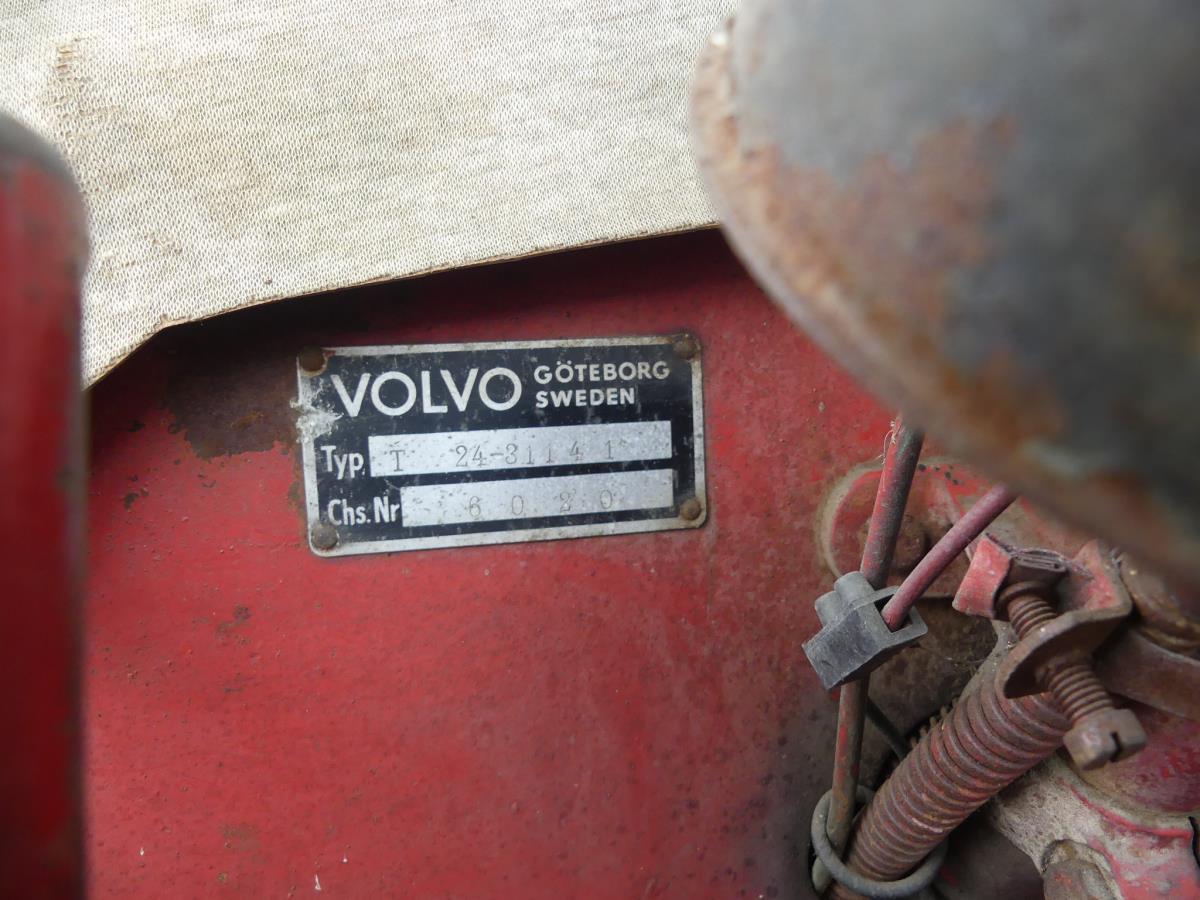 VOLVO GÖTEBORG
SWEDEN
Typ. T 24-31141
Chs. Nr 6020